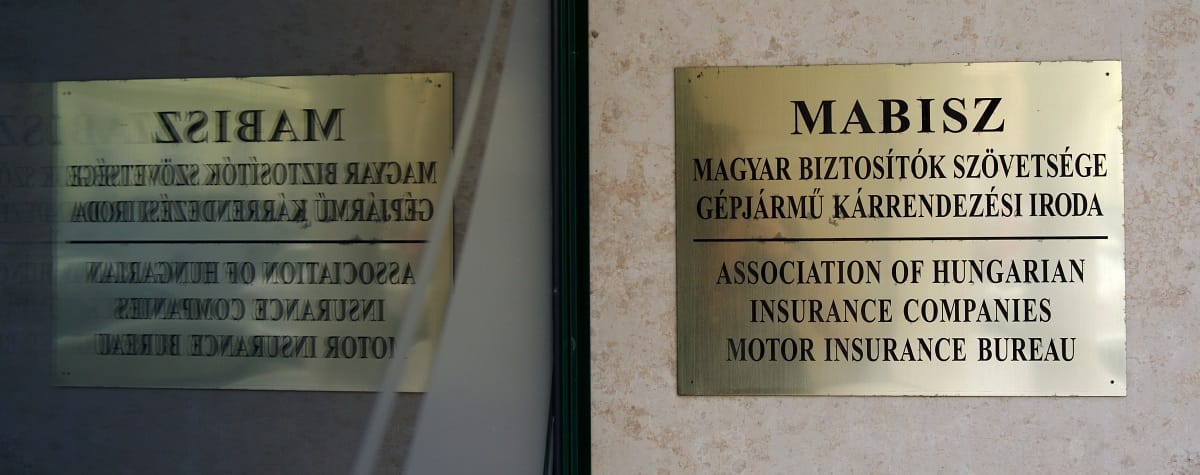 MABISZ
MAGYAR BIZTOSÍTÓK SZÖVETSÉGE
GÉPJÁRMŰ KÁRRENDEZÉSI IRODA
ASSOCIATION OF HUNGARIAN
INSURANCE COMPANIES
MOTOR INSURANCE BUREAU